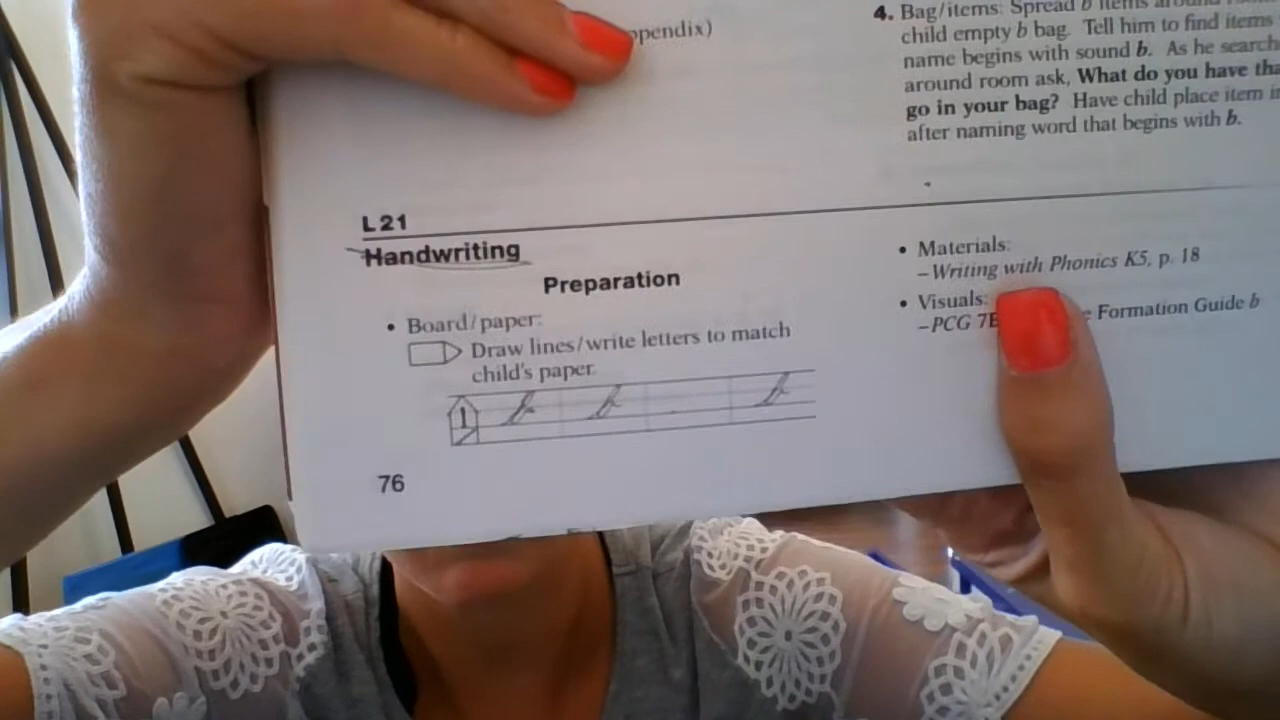 ppendix)
4. Bag/items: Spread b items around
child empty b bag. Tell him to find items
name begins with sound b. As he search
around room ask, What do you have tha
go in your bag? Have child place item i
after naming word that begins with b.
L21
Handwriting
Preparation
• Board/paper:
Draw lines/write letters to match
child's paper.
1 b b b
76
• Materials:
–Writing with Phonics K5, p. 18
• Visuals:
–PCG 7 e Formation Guide b